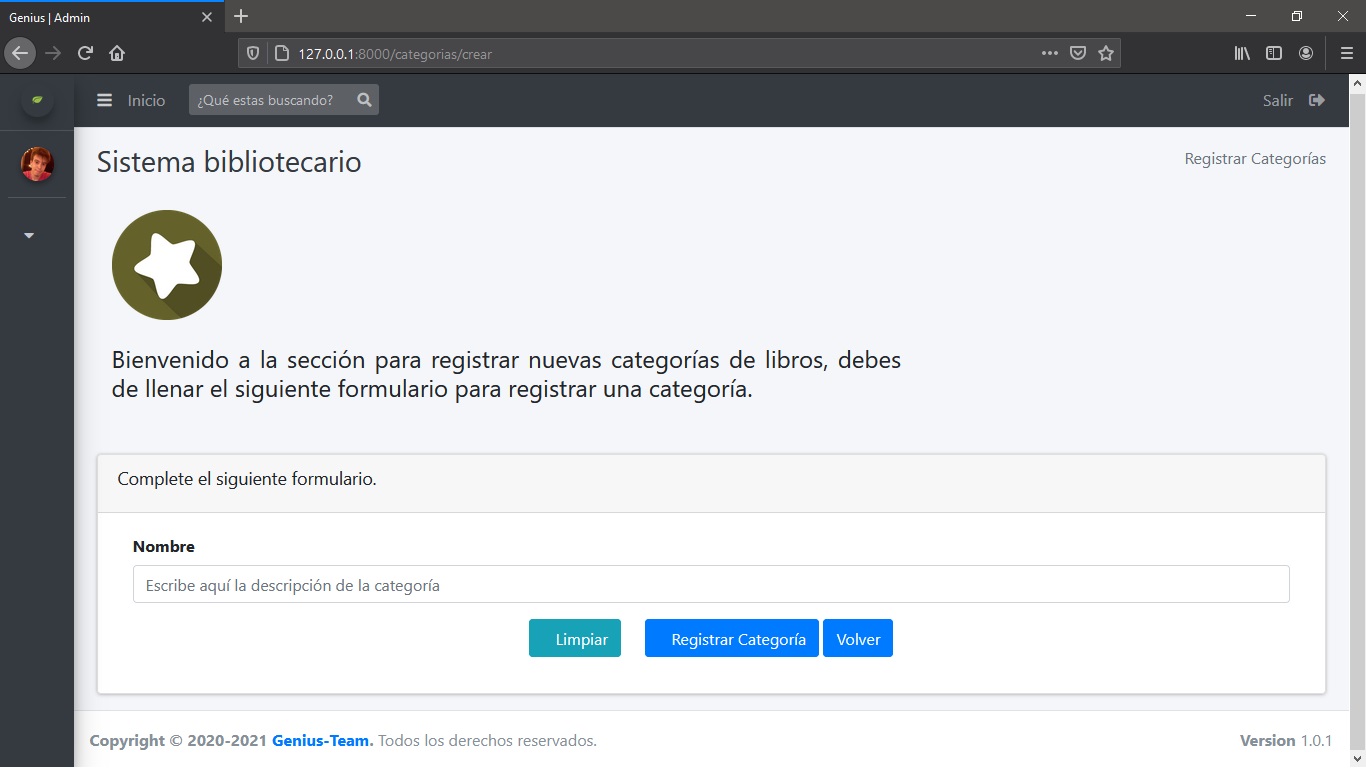 Genius | Admin
127.0.0.1:8000/categorias/crear
Inicio
¿Qué estas buscando?
Salir
Sistema bibliotecario
Registrar Categorías
Bienvenido a la sección para registrar nuevas categorías de libros, debes
de llenar el siguiente formulario para registrar una categoría.
Complete el siguiente formulario.
Nombre
Escribe aquí la descripción de la categoría
Limpiar Registrar Categoría Volver
Copyright © 2020-2021 Genius-Team. Todos los derechos reservados. Version 1.0.1